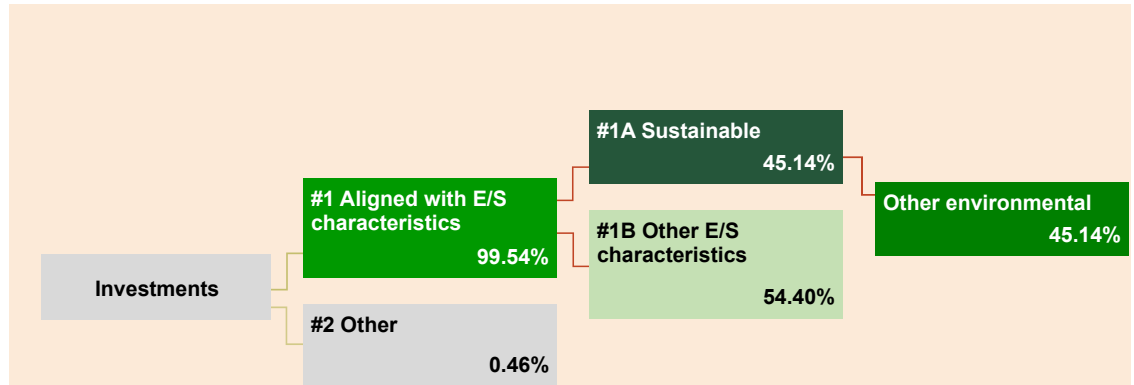 Investments
#1 Aligned with E/S
characteristics
99.54%
#2 Other
0.46%
#1A Sustainable
45.14%
#1B Other E/S
characteristics
54.40%
Other environmental
45.14%